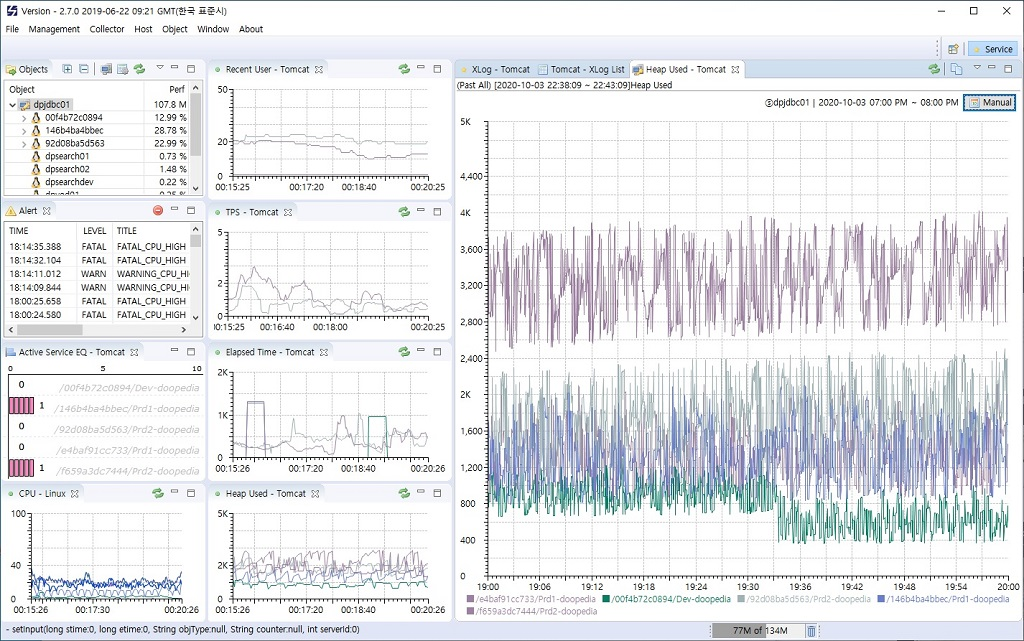 Version - 2.7.0 2019-06-22 09:21 GMT(한국 표준시)
File Management Collector Host Object Window About
Service
Objects
Object Perf
dpjdbc01 107.8 M
00f4b72c0894 12.99 %
146b4ba4bbec 28.78 %
92d08ba5d563 22.99 %
dpsearch01 0.73 %
dpsearch02 1.48 %
dpsearchdev 0.22 %
Alert
TIME LEVEL TITLE
18:14:35.388 FATAL FATAL_CPU_HIGH
18:14:32.104 FATAL FATAL_CPU_HIGH
18:14:11.012 WARN WARNING_CPU_HI
18:14:09.844 WARN WARNING_CPU_HI
18:00:25.658 FATAL FATAL_CPU_HIGH
18:00:24.580 FATAL FATAL_CPU_HIGH
Active Service EQ - Tomcat
0 5 10
0 /00f4b72c0894/Dev-doopedia
1 /146b4ba4bbec/Prd1-doopedia
0 /92d08ba5d563/Prd2-doopedia
0 /e4baf91cc733/Prd1-doopedia
1 /f659a3dc7444/Prd2-doopedia
CPU - Linux
100
40
0
00:15:26 00:17:30 00:20:26
Recent User - Tomcat
50
20
0
00:15:25 00:17:20 00:18:40 00:20:25
TPS - Tomcat
5
2
0
00:15:25 00:16:40 00:18:00 00:20:25
Elapsed Time - Tomcat
2K
1K
0
00:15:26 00:17:20 00:18:40 00:20:26
Heap Used - Tomcat
5K
2K
0
00:15:26 00:17:20 00:18:40 00:20:26
XLog - Tomcat Tomcat - XLog List Heap Used - Tomcat
(Past All) [2020-10-03 22:38:09 ~ 22:43:09]Heap Used
ⓢdpjdbc01 | 2020-10-03 07:00 PM ~ 08:00 PM Manual
5K
4,400
4K
3,600
3,200
2,800
2,400
2K
1,600
1,200
800
400
0
19:00 19:06 19:12 19:18 19:24 19:30 19:36 19:42 19:48 19:54 20:00
/e4baf91cc733/Prd1-doopedia /00f4b72c0894/Dev-doopedia /92d08ba5d563/Prd2-doopedia /146b4ba4bbec/Prd1-doopedia
/f659a3dc7444/Prd2-doopedia
- setInput(long stime:0, long etime:0, String objType:null, String counter:null, int serverId:0)
77M of 134M